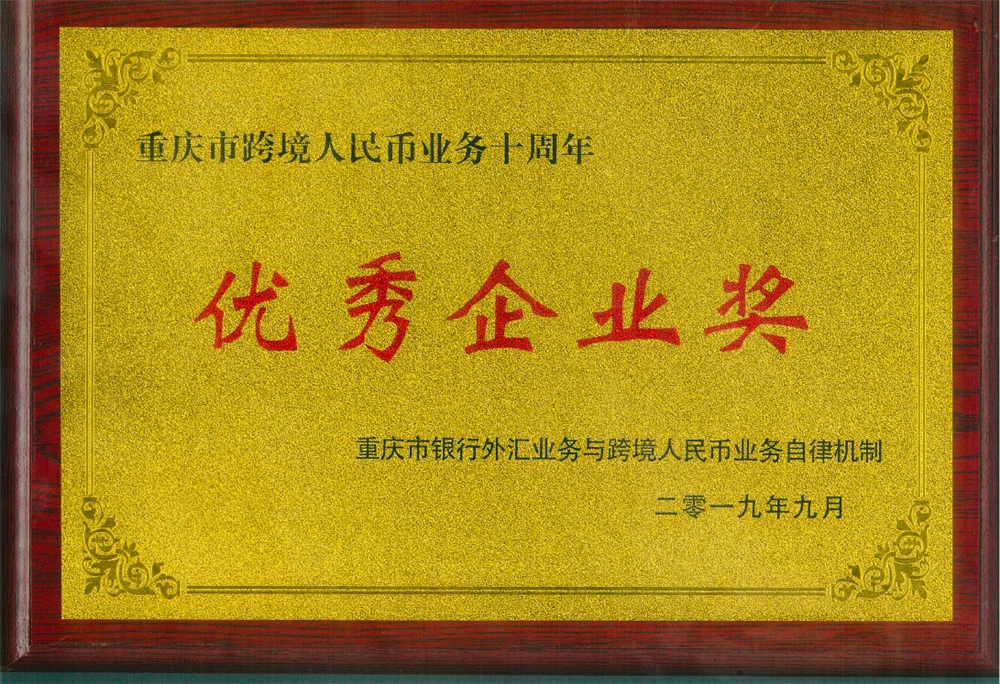 重庆市跨境人民币业务十周年
优秀企业奖
重庆市银行外汇业务与跨境人民币业务自律机制
二零一九年九月